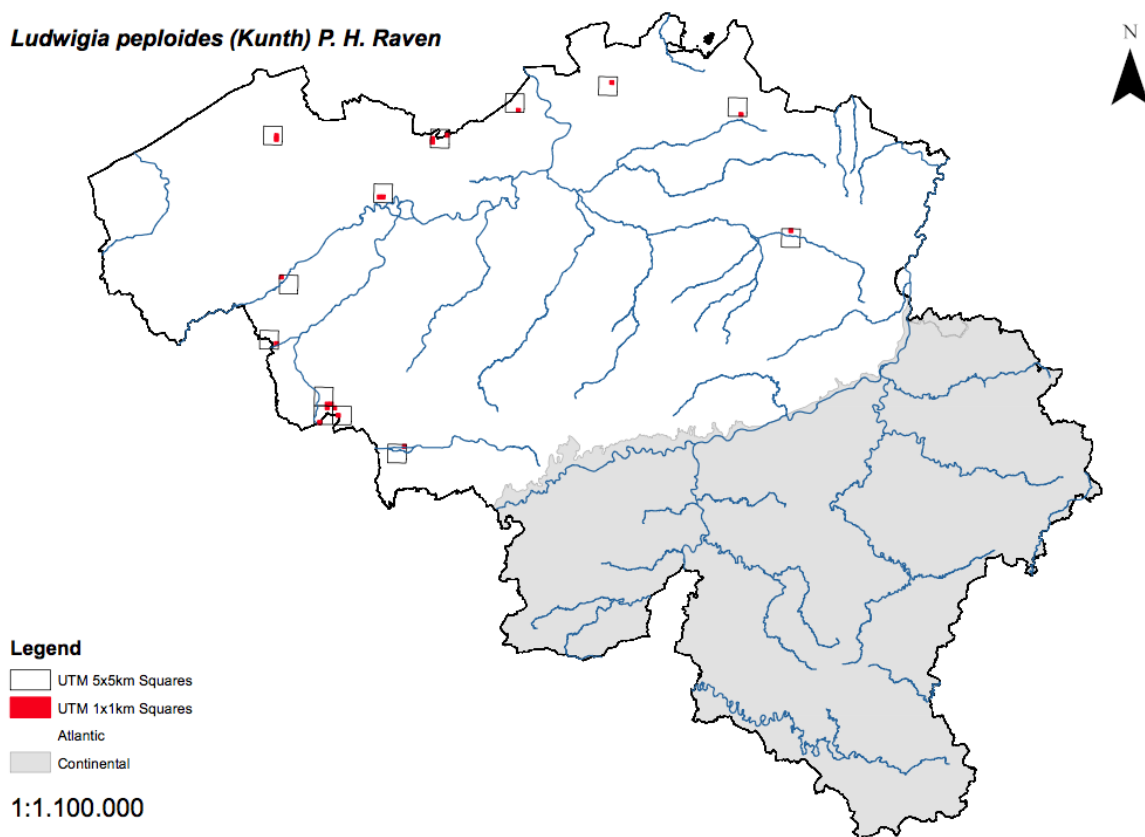 Ludwigia peploides (Kunth) P. H. Raven
N
Legend
UTM 5x5km Squares
UTM 1x1km Squares
Atlantic
Continental
1:1.100.000